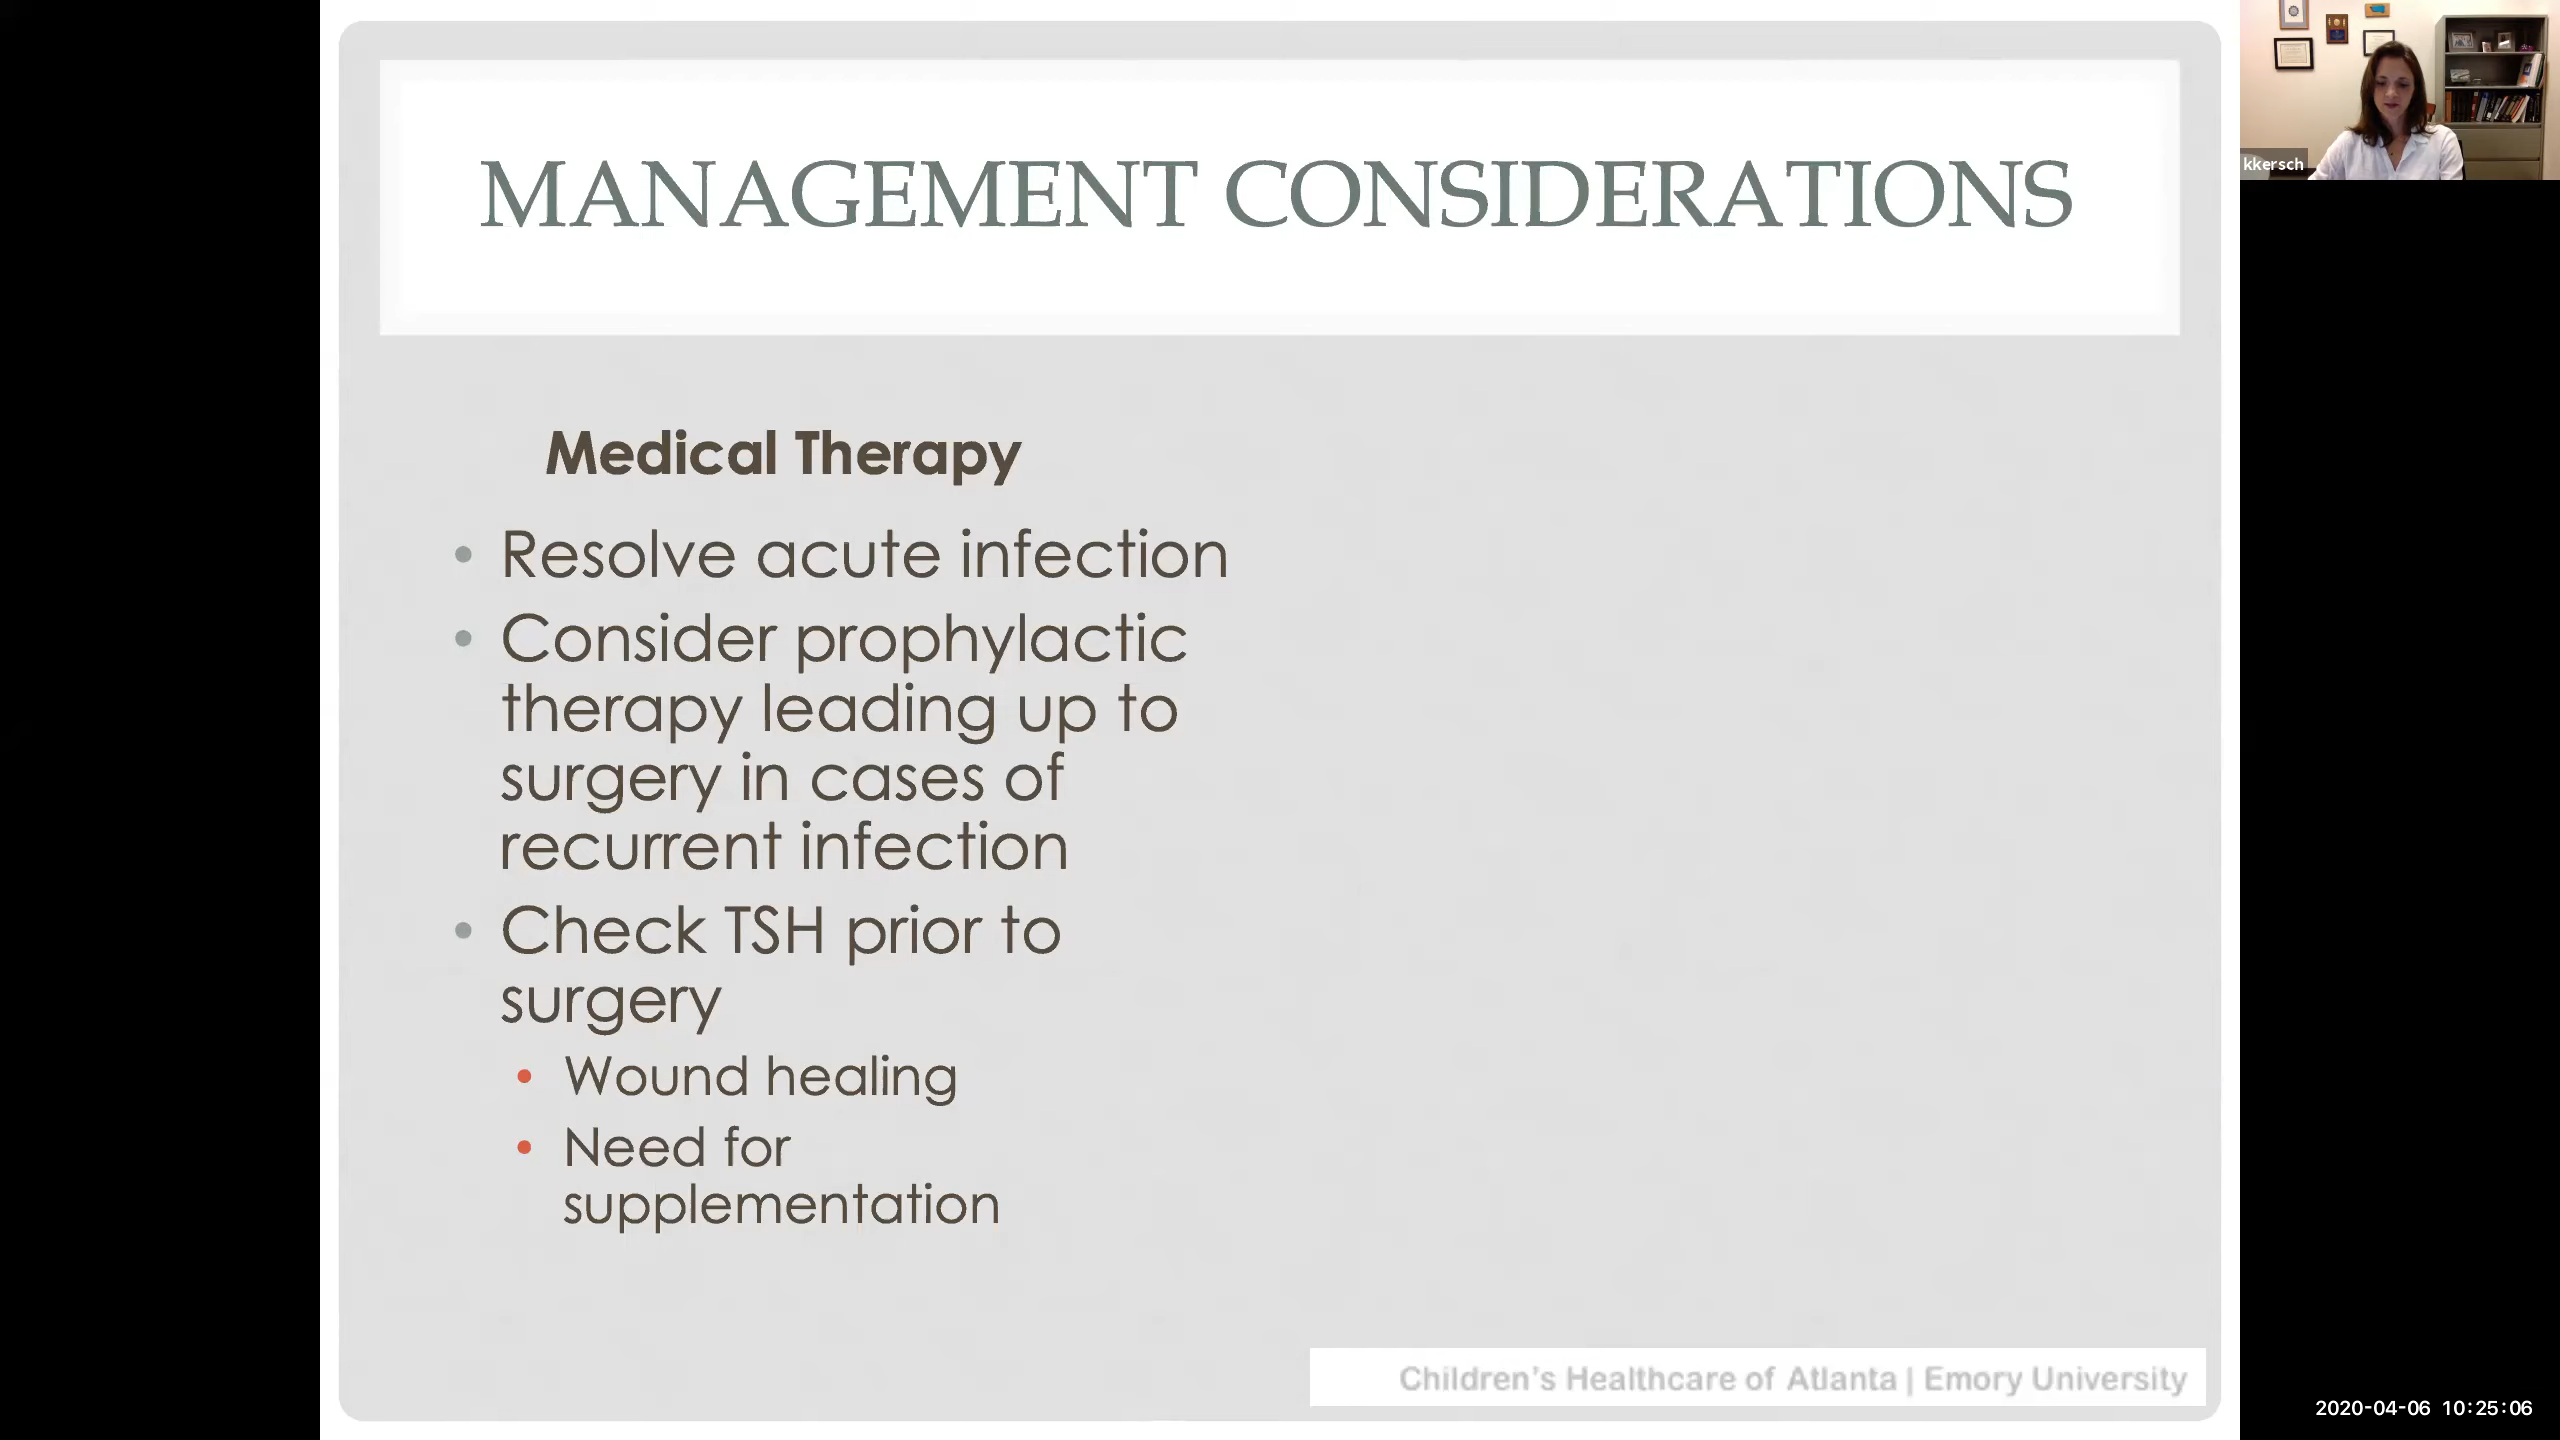 MANAGEMENT CONSIDERATIONS
kkersch
Medical Therapy
• Resolve acute infection
• Consider prophylactic
therapy leading up to
surgery in cases of
recurrent infection
• Check TSH prior to
surgery
• Wound healing
• Need for
supplementation
Children's Healthcare of Atlanta | Emory University
2020-04-06 10:25:06